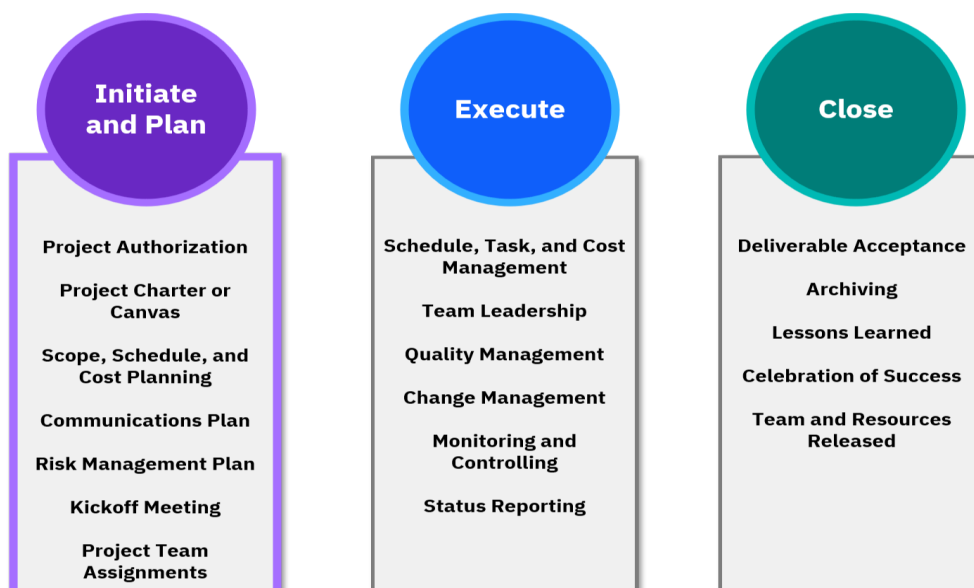 Initiate
and Plan
Project Authorization
Project Charter or
Canvas
Scope, Schedule, and
Cost Planning
Communications Plan
Risk Management Plan
Kickoff Meeting
Project Team
Assignments
Execute
Schedule, Task, and Cost
Management
Team Leadership
Quality Management
Change Management
Monitoring and
Controlling
Status Reporting
Close
Deliverable Acceptance
Archiving
Lessons Learned
Celebration of Success
Team and Resources
Released